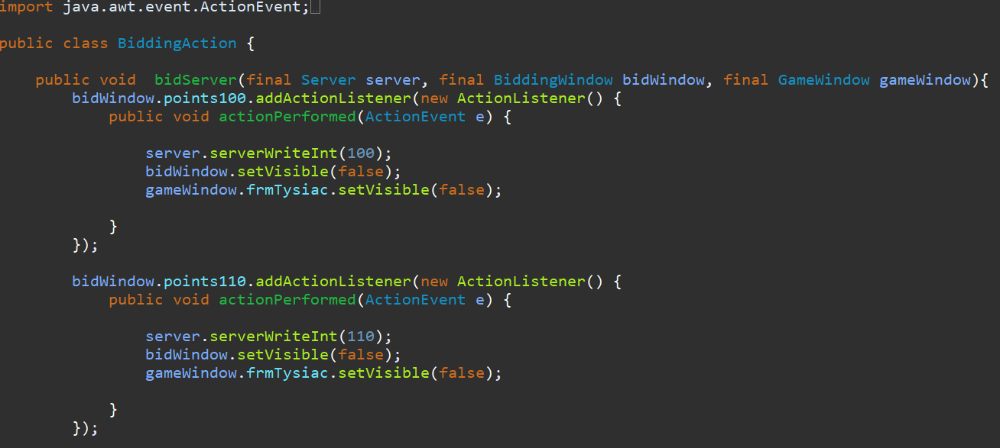 import java.awt.event.ActionEvent;
public class BiddingAction {
public void  bidServer(final Server server, final BiddingWindow bidWindow, final GameWindow gameWindow){
bidWindow.points100.addActionListener(new ActionListener() {
public void actionPerformed(ActionEvent e) {
server.serverWriteInt(100);
bidWindow.setVisible(false);
gameWindow.frmTysiac.setVisible(false);
}
});
bidWindow.points110.addActionListener(new ActionListener() {
public void actionPerformed(ActionEvent e) {
server.serverWriteInt(110);
bidWindow.setVisible(false);
gameWindow.frmTysiac.setVisible(false);
}
});